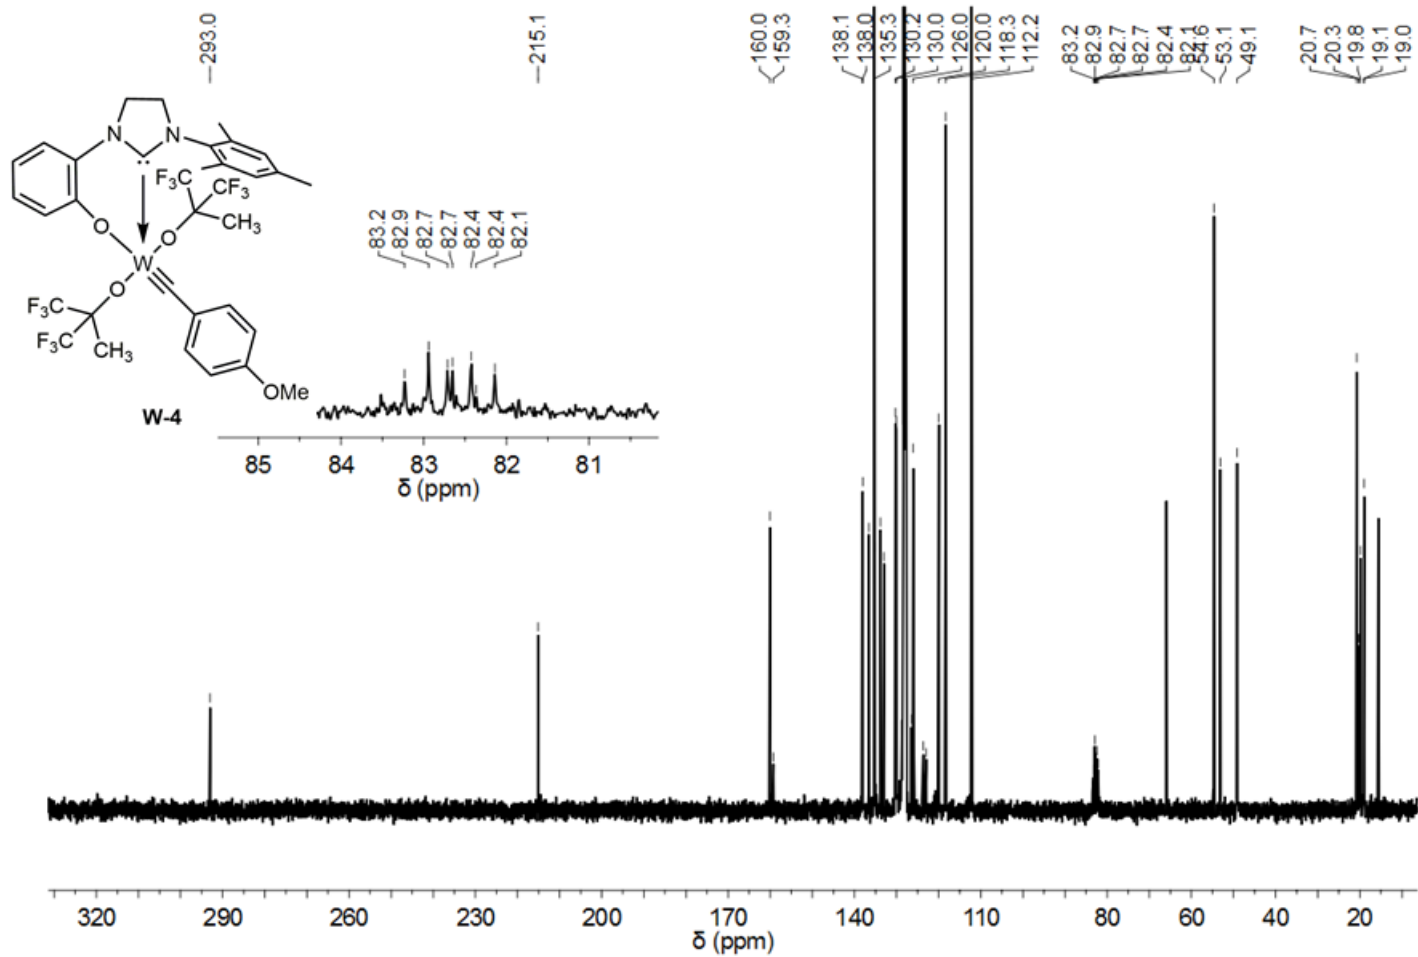 293.0
215.1
160.0
159.3
138.1
138.0
135.3
130.2
130.0
126.0
120.0
118.3
112.2
83.2
82.9
82.7
82.7
82.4
82.1
54.6
53.1
49.1
20.7
20.3
19.8
19.1
19.0
N
N
F₃C
CF₃
O
O
CH₃
W
O
F₃C
F₃C
CH₃
OMe
W-4
83.2
82.9
82.7
82.7
82.4
82.4
82.1
85 84 83 82 81
δ (ppm)
320 290 260 230 200 170 140 110 80 60 40 20
δ (ppm)